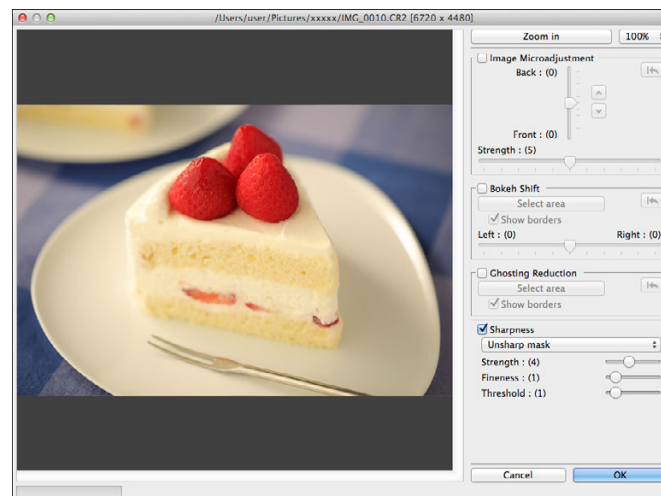 /Users/user/Pictures/xxxxx/IMG_0010.CR2 [6720 x 4480]
Zoom in
100%
Image Microadjustment
Back : (0)
Front : (0)
Strength : (5)
Bokeh Shift
Select area
Show borders
Left : (0) Right : (0)
Ghosting Reduction
Select area
Show borders
Sharpness
Unsharp mask
Strength : (4)
Fineness : (1)
Threshold : (1)
Cancel
OK